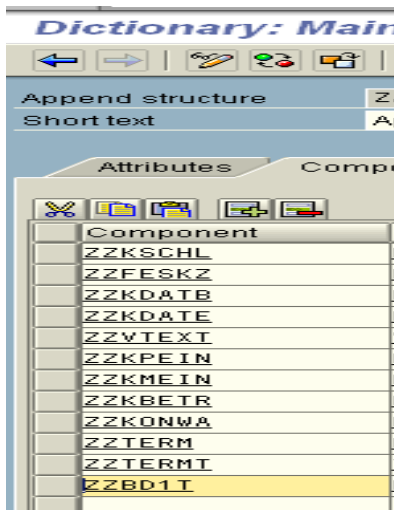 Dictionary: Main
Append structure Z
Short text A
Attributes Comp
Component
ZZKSCHL
ZZFESKZ
ZZKDATB
ZZKDATE
ZZVTEXT
ZZKPEIN
ZZKMEIN
ZZKBETR
ZZKONWA
ZZTERM
ZZTERMT
ZZBD1T